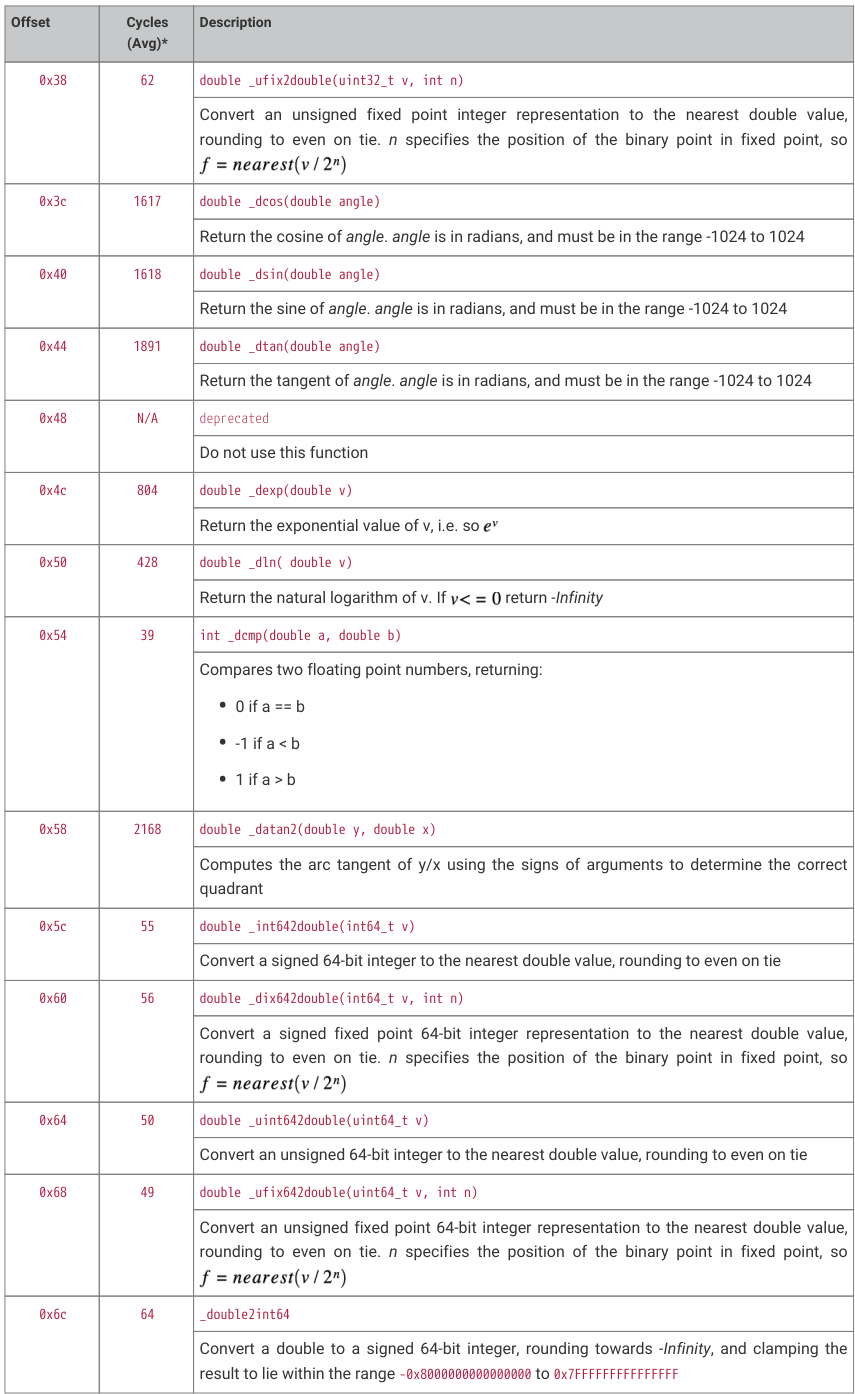 Offset Cycles (Avg)* Description
0x38 62 double _ufix2double(uint32_t v, int n)
Convert an unsigned fixed point integer representation to the nearest double value,
rounding to even on tie. n specifies the position of the binary point in fixed point, so
f = nearest(v / 2ⁿ)
0x3c 1617 double _dcos(double angle)
Return the cosine of angle. angle is in radians, and must be in the range -1024 to 1024
0x40 1618 double _dsin(double angle)
Return the sine of angle. angle is in radians, and must be in the range -1024 to 1024
0x44 1891 double _dtan(double angle)
Return the tangent of angle. angle is in radians, and must be in the range -1024 to 1024
0x48 N/A deprecated
Do not use this function
0x4c 804 double _dexp(double v)
Return the exponential value of v, i.e. so eᵛ
0x50 428 double _dln( double v)
Return the natural logarithm of v. If v< = 0 return -Infinity
0x54 39 int _dcmp(double a, double b)
Compares two floating point numbers, returning:
• 0 if a == b
• -1 if a < b
• 1 if a > b
0x58 2168 double _datan2(double y, double x)
Computes the arc tangent of y/x using the signs of arguments to determine the correct
quadrant
0x5c 55 double _int642double(int64_t v)
Convert a signed 64-bit integer to the nearest double value, rounding to even on tie
0x60 56 double _dix642double(int64_t v, int n)
Convert a signed fixed point 64-bit integer representation to the nearest double value,
rounding to even on tie. n specifies the position of the binary point in fixed point, so
f = nearest(v / 2ⁿ)
0x64 50 double _uint642double(uint64_t v)
Convert an unsigned 64-bit integer to the nearest double value, rounding to even on tie
0x68 49 double _ufix642double(uint64_t v, int n)
Convert an unsigned fixed point 64-bit integer representation to the nearest double value,
rounding to even on tie. n specifies the position of the binary point in fixed point, so
f = nearest(v / 2ⁿ)
0x6c 64 _double2int64
Convert a double to a signed 64-bit integer, rounding towards -Infinity, and clamping the
result to lie within the range -0x8000000000000000 to 0x7FFFFFFFFFFFFFFF